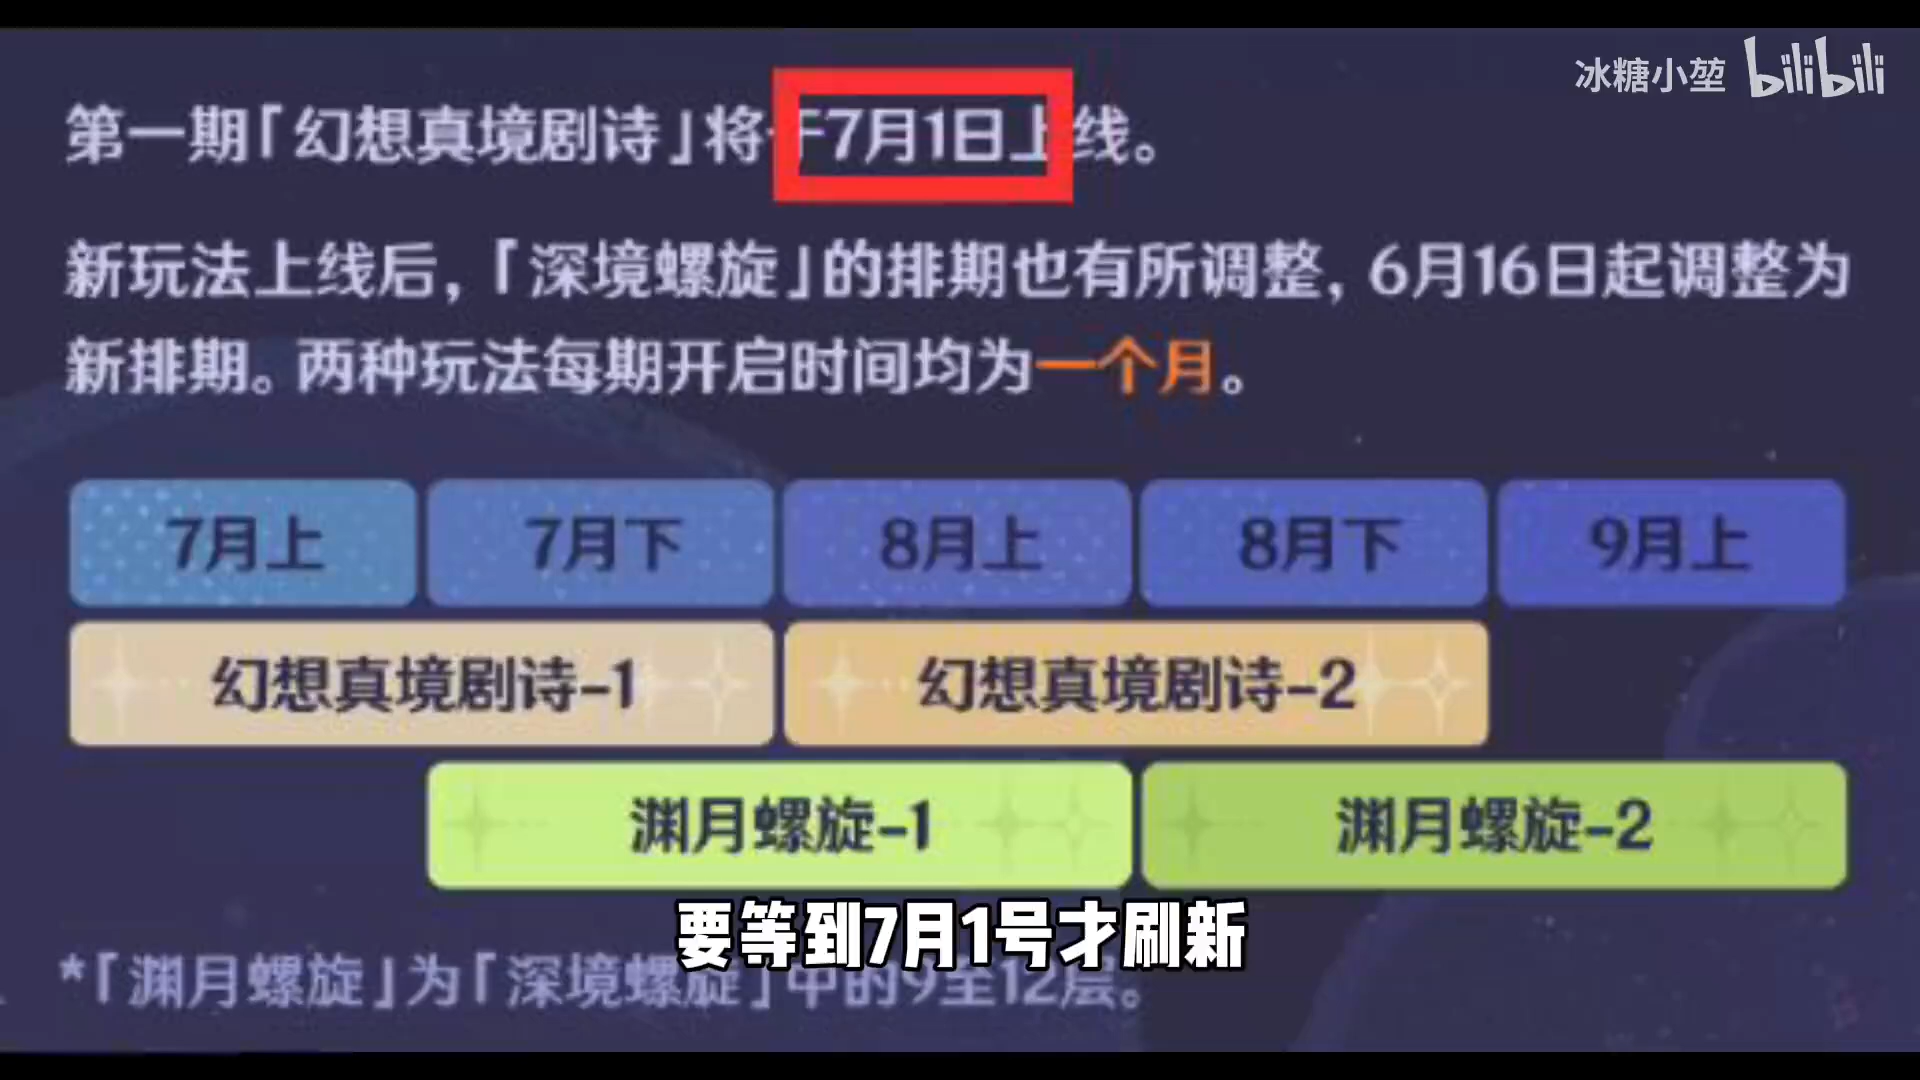 冰糖小堃 bilibili
第一期「幻想真境剧诗」将于7月1日上线。
新玩法上线后，「深境螺旋」的排期也有所调整，6月16日起调整为
新排期。两种玩法每期开启时间均为一个月。
7月上 7月下 8月上 8月下 9月上
幻想真境剧诗-1 幻想真境剧诗-2
渊月螺旋-1 渊月螺旋-2
要等到7月1号才刷新
*「渊月螺旋」为「深境螺旋」中的9至12层。